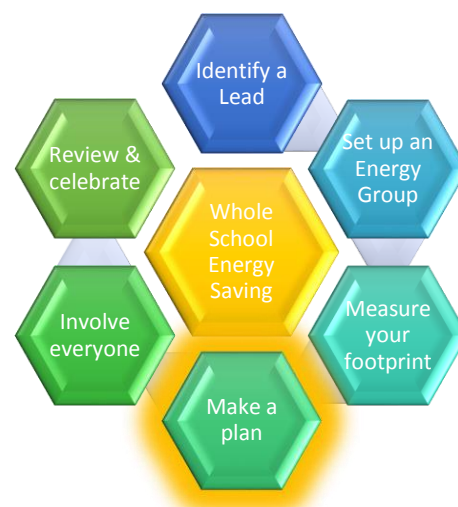 Identify a
Lead
Set up an
Energy
Group
Measure
your
footprint
Make a
plan
Involve
everyone
Review &
celebrate
Whole
School
Energy
Saving